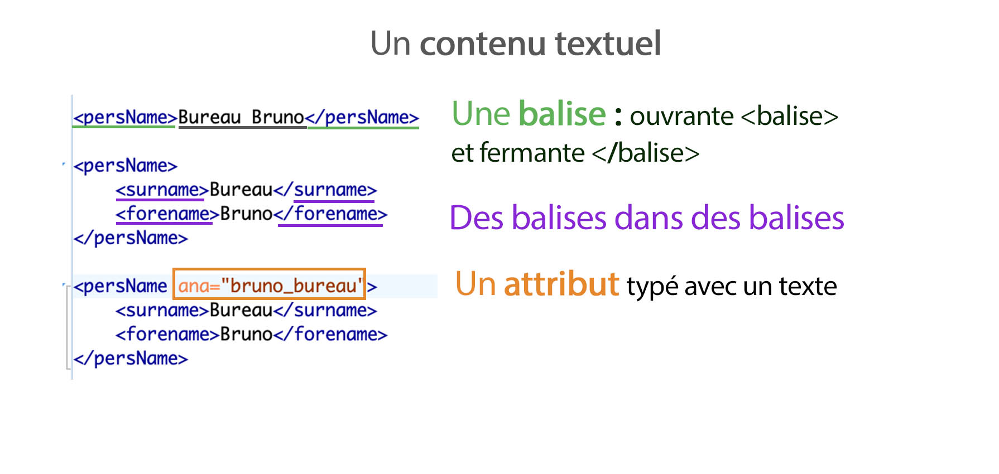 Un contenu textuel
<persName>Bureau Bruno</persName>
<persName>
<surname>Bureau</surname>
<forename>Bruno</forename>
</persName>
<persName ana="bruno_bureau">
<surname>Bureau</surname>
<forename>Bruno</forename>
</persName>
Une balise : ouvrante <balise>
et fermante </balise>
Des balises dans des balises
Un attribut typé avec un texte